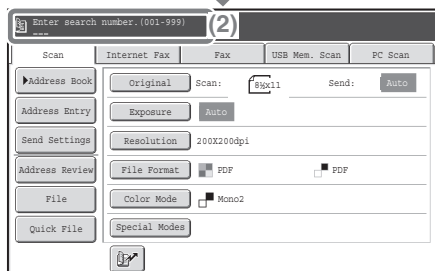 Enter search number.(001-999)
---
(2)
Scan Internet Fax Fax USB Mem. Scan PC Scan
Address Book Original Scan: 8½x11 Send: Auto
Address Entry Exposure Auto
Send Settings Resolution 200X200dpi
Address Review File Format PDF PDF
File Color Mode Mono2
Quick File Special Modes